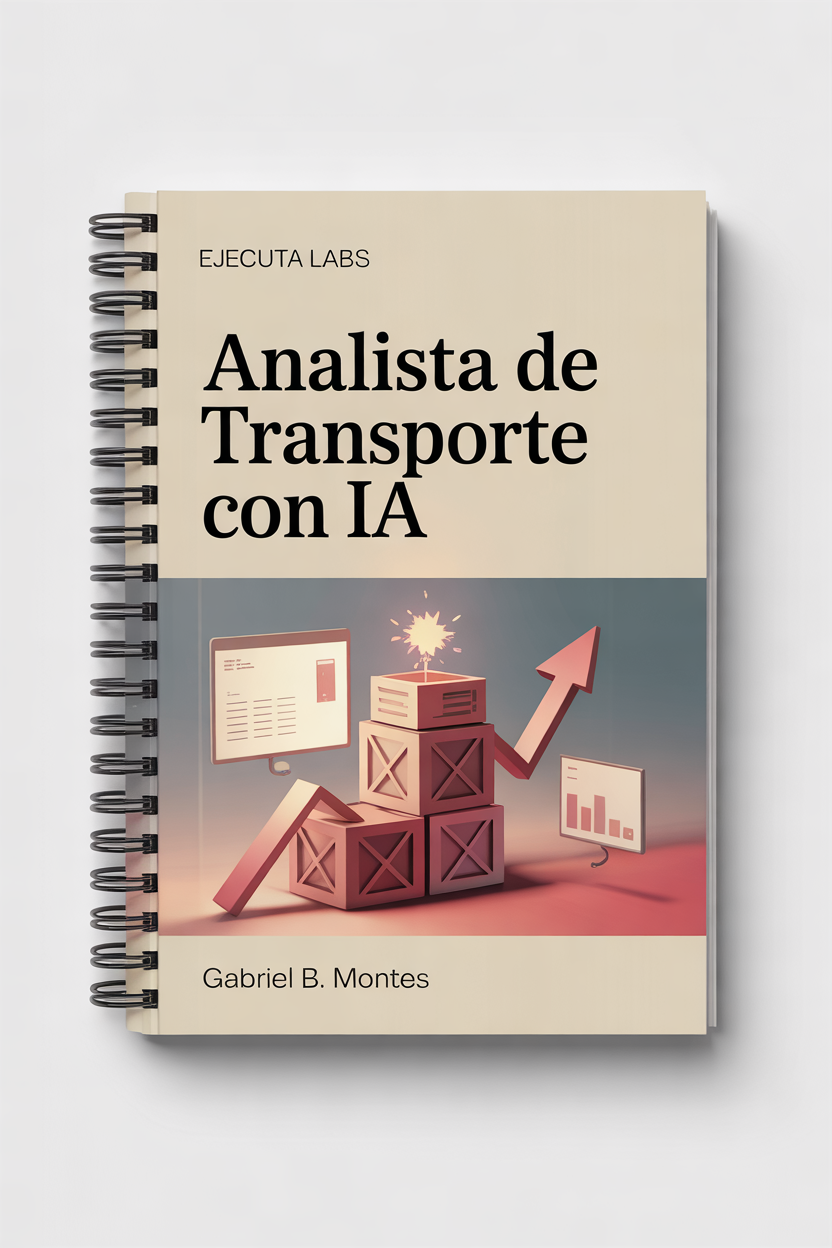 EJECUTA LABS
Analista de
Transporte
con IA
Gabriel B. Montes